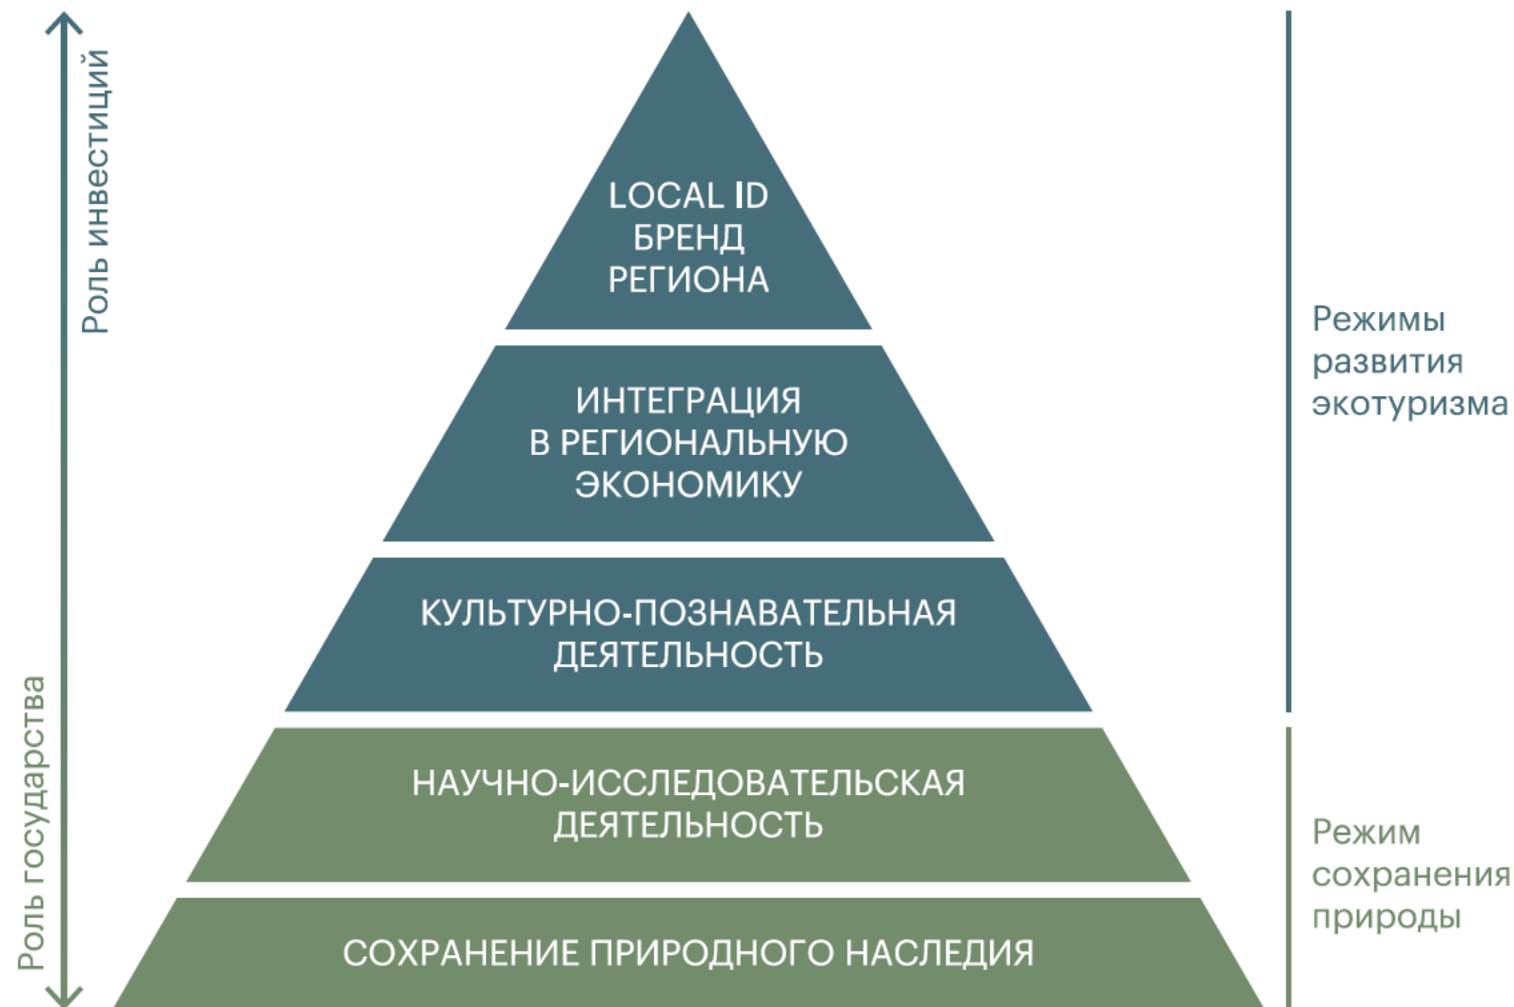 Роль инвестиций
Роль государства
LOCAL ID
БРЕНД
РЕГИОНА
ИНТЕГРАЦИЯ
В РЕГИОНАЛЬНУЮ
ЭКОНОМИКУ
КУЛЬТУРНО-ПОЗНАВАТЕЛЬНАЯ
ДЕЯТЕЛЬНОСТЬ
НАУЧНО-ИССЛЕДОВАТЕЛЬСКАЯ
ДЕЯТЕЛЬНОСТЬ
СОХРАНЕНИЕ ПРИРОДНОГО НАСЛЕДИЯ
Режимы
развития
экотуризма
Режим
сохранения
природы